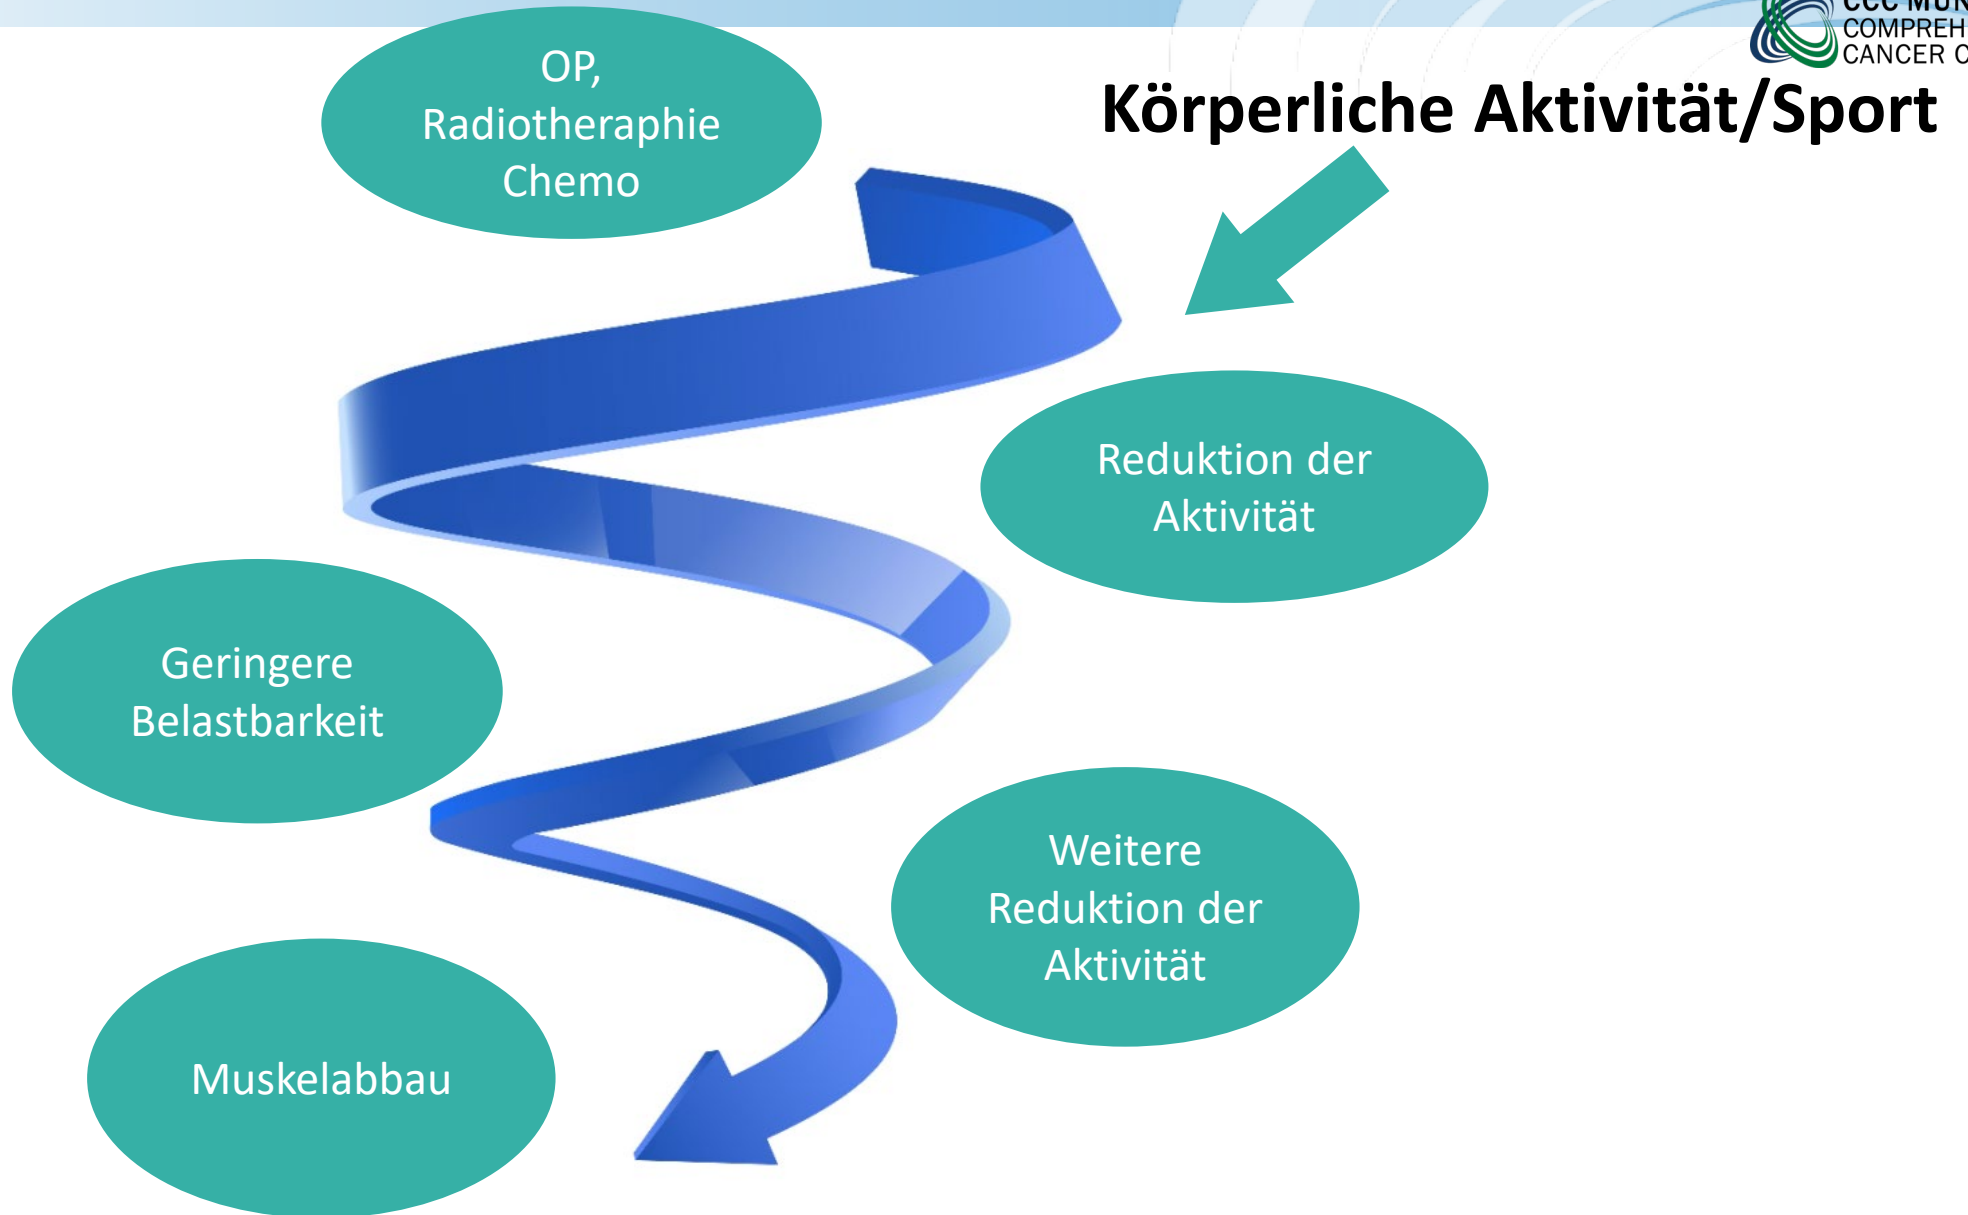 COMPREH
CANCER C
Körperliche Aktivität/Sport
OP,
Radiotheraphie
Chemo
Reduktion der
Aktivität
Geringere
Belastbarkeit
Weitere
Reduktion der
Aktivität
Muskelabbau